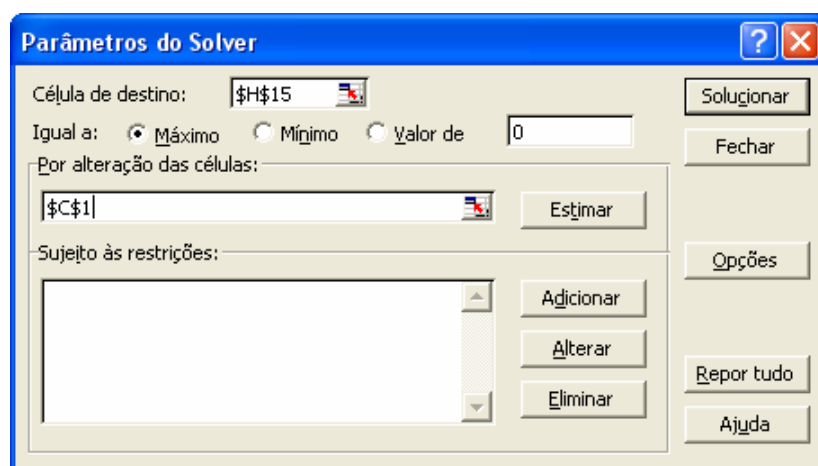 Parâmetros do Solver
Célula de destino: $H$15
Solucionar
Igual a: Máximo Mínimo Valor de 0
Fechar
Por alteração das células:
$C$1
Estimar
Sujeito às restrições:
Opções
Adicionar
Alterar
Repor tudo
Eliminar
Ajuda